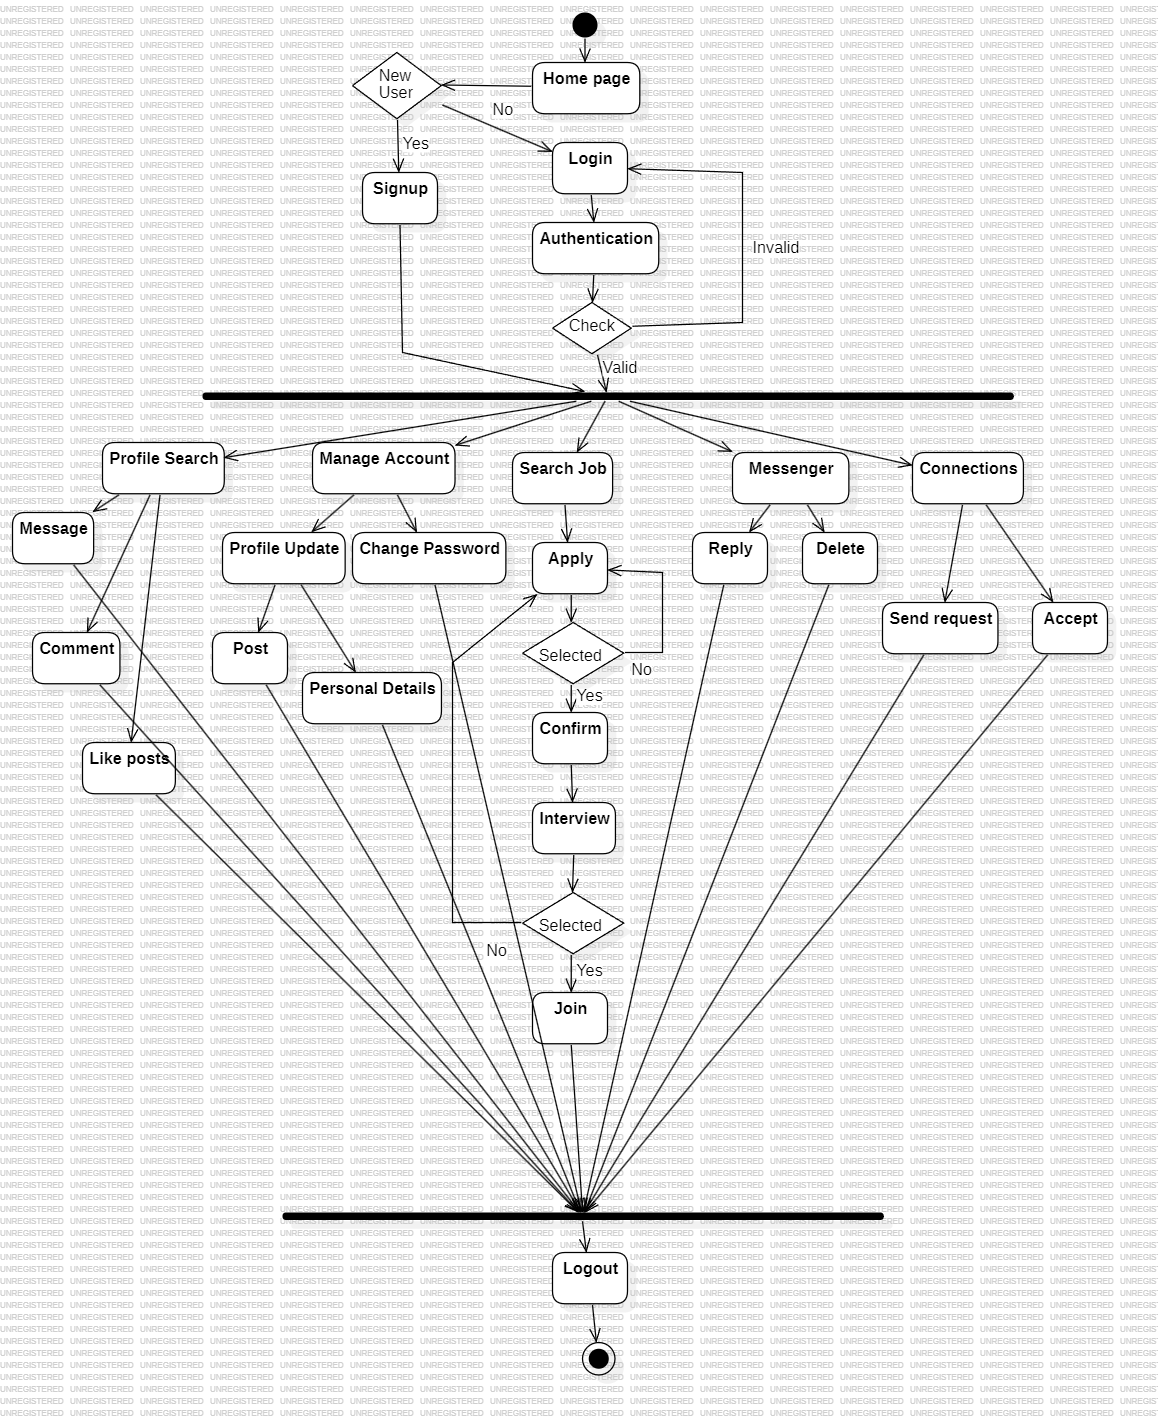 Home page
New
User
No
Yes
Login
Signup
Authentication
Invalid
Check
Valid
Profile Search
Manage Account
Search Job
Messenger
Connections
Message
Profile Update
Change Password
Apply
Reply
Delete
Send request
Accept
Comment
Post
Selected
No
Personal Details
Yes
Confirm
Like posts
Interview
Selected
No
Yes
Join
Logout
UNREGISTERED